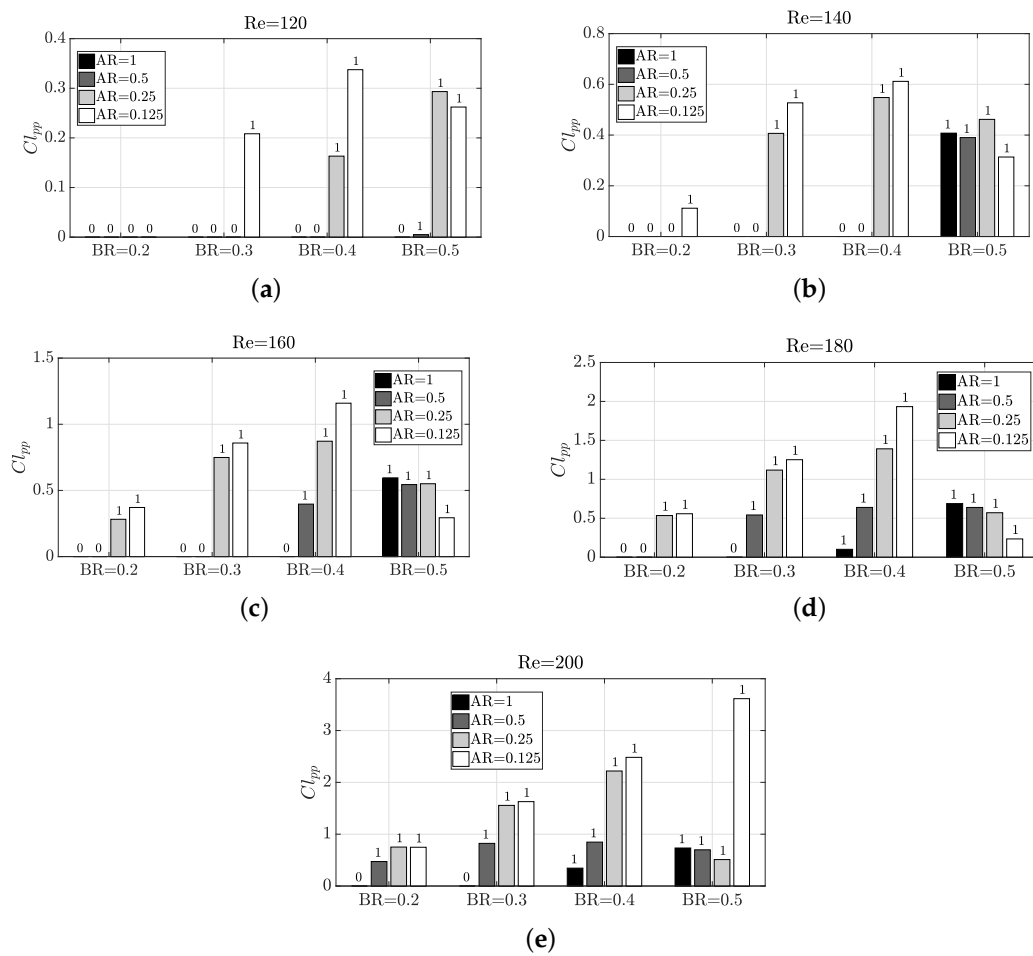 Re=120
0.4
0.3
0.2
0.1
0
Cl_pp
AR=1
AR=0.5
AR=0.25
AR=0.125
0 0 0 0
0 0 0 1
0 0 1 1
0 1 1 1
BR=0.2 BR=0.3 BR=0.4 BR=0.5
(a)
Re=140
0.8
0.6
0.4
0.2
0
Cl_pp
AR=1
AR=0.5
AR=0.25
AR=0.125
0 0 0 1
0 0 1 1
0 0 1 1
1 1 1 1
BR=0.2 BR=0.3 BR=0.4 BR=0.5
(b)
Re=160
1.5
1
0.5
0
Cl_pp
AR=1
AR=0.5
AR=0.25
AR=0.125
0 0 1 1
0 0 1 1
0 1 1 1
1 1 1 1
BR=0.2 BR=0.3 BR=0.4 BR=0.5
(c)
Re=180
2.5
2
1.5
1
0.5
0
Cl_pp
AR=1
AR=0.5
AR=0.25
AR=0.125
0 0 1 1
0 1 1 1
1 1 1 1
1 1 1 1
BR=0.2 BR=0.3 BR=0.4 BR=0.5
(d)
Re=200
4
3
2
1
0
Cl_pp
AR=1
AR=0.5
AR=0.25
AR=0.125
0 1 1 1
0 1 1 1
1 1 1 1
1 1 1 1
BR=0.2 BR=0.3 BR=0.4 BR=0.5
(e)